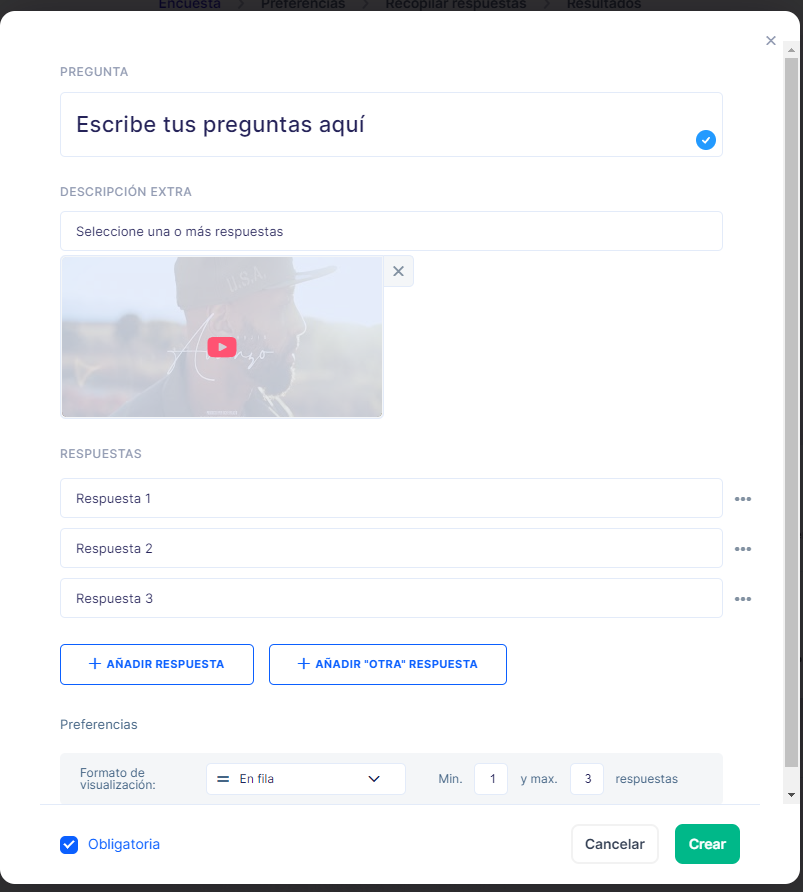 Encuesta Preferencias Recopilar respuestas Resultados
PREGUNTA
Escribe tus preguntas aquí
DESCRIPCIÓN EXTRA
Seleccione una o más respuestas
U.S.A.
RESPUESTAS
Respuesta 1
Respuesta 2
Respuesta 3
AÑADIR RESPUESTA AÑADIR "OTRA" RESPUESTA
Preferencias
Formato de
visualización:
En fila
Min. 1 y max. 3 respuestas
Obligatoria
Cancelar Crear